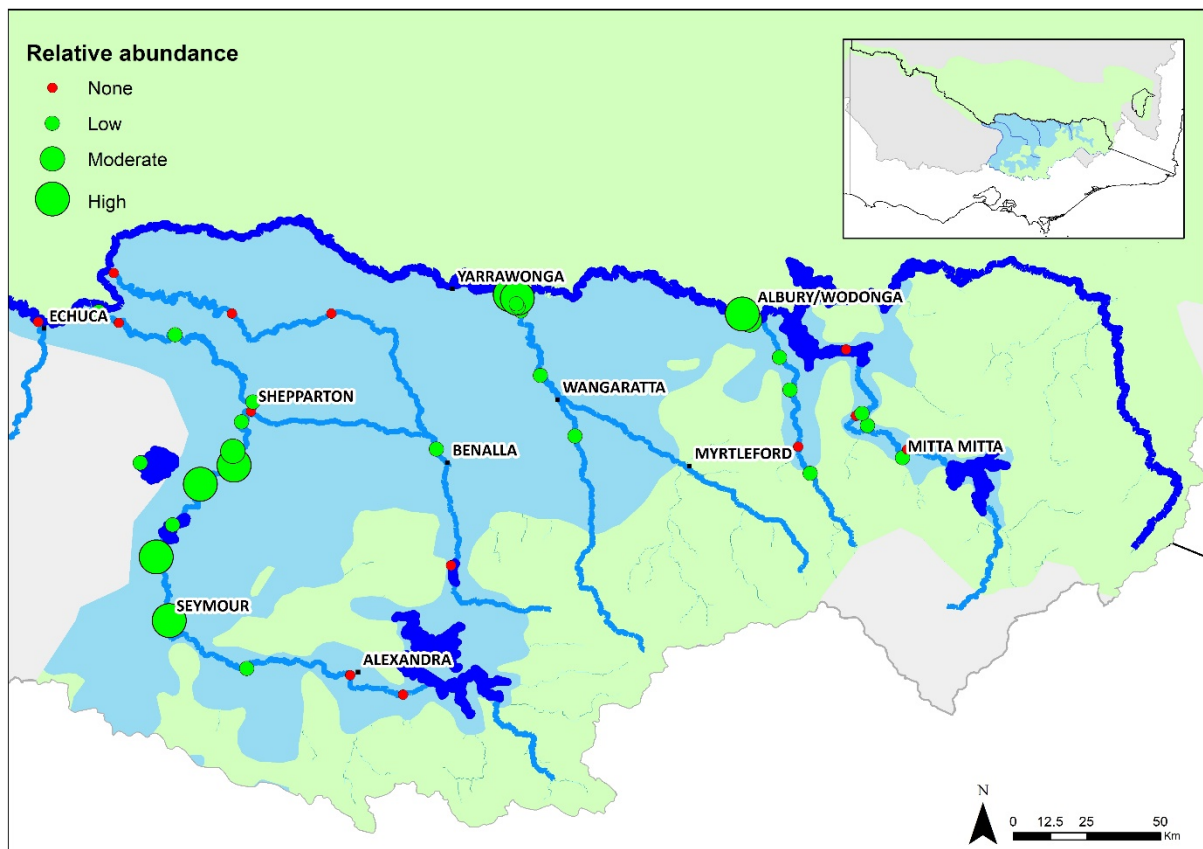 Relative abundance
None
Low
Moderate
High
YARRAWONGA
ALBURY/WODONGA
ECHUCA
WANGARATTA
SHEPPARTON
BENALLA
MYRTLEFORD
MITTA MITTA
SEYMOUR
ALEXANDRA
N
0 12.5 25 50
Km